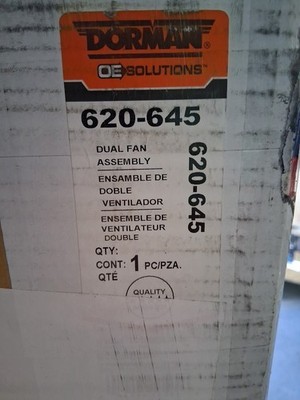 DORMAN®
OE SOLUTIONS™
620-645
DUAL FAN
ASSEMBLY
ENSAMBLE DE
DOBLE
VENTILADOR
ENSEMBLE DE
VENTILATEUR
DOUBLE
QTY:
CONT: 1 PC/PZA.
QTÉ
QUALITY
620-645